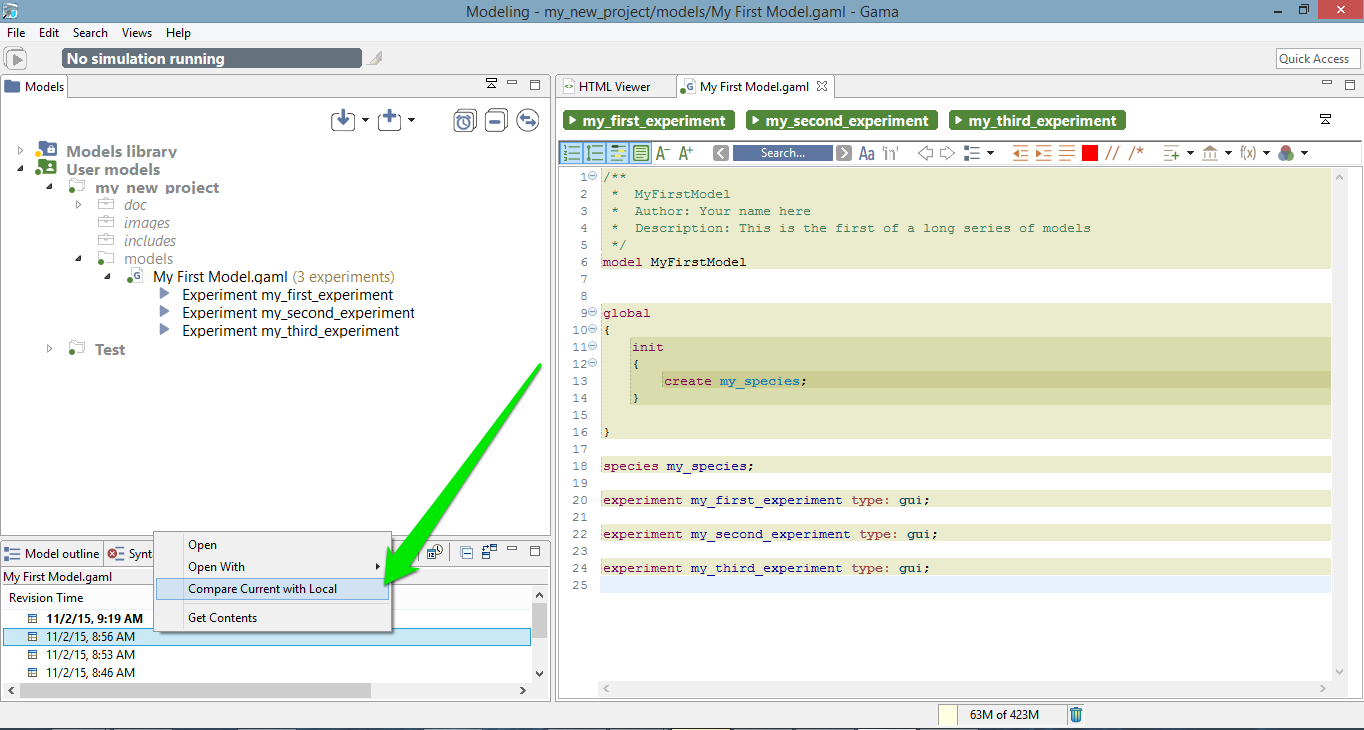 Modeling - my_new_project/models/My First Model.gaml - Gama
File Edit Search Views Help
No simulation running
Quick Access
Models
Models library
User models
my_new_project
doc
images
includes
models
My First Model.gaml (3 experiments)
Experiment my_first_experiment
Experiment my_second_experiment
Experiment my_third_experiment
Test
Model outline
Synt
My First Model.gaml
Revision Time
11/2/15, 9:19 AM
11/2/15, 8:56 AM
11/2/15, 8:53 AM
11/2/15, 8:46 AM
Open
Open With
Compare Current with Local
Get Contents
HTML Viewer
My First Model.gaml
my_first_experiment
my_second_experiment
my_third_experiment
A- A+ Search... Aa '\n' // /* f(x)
1 /**
2 * MyFirstModel
3 * Author: Your name here
4 * Description: This is the first of a long series of models
5 */
6 model MyFirstModel
7
8
9 global
10 {
11 init
12 {
13 create my_species;
14 }
15
16 }
17
18 species my_species;
19
20 experiment my_first_experiment type: gui;
21
22 experiment my_second_experiment type: gui;
23
24 experiment my_third_experiment type: gui;
25
63M of 423M